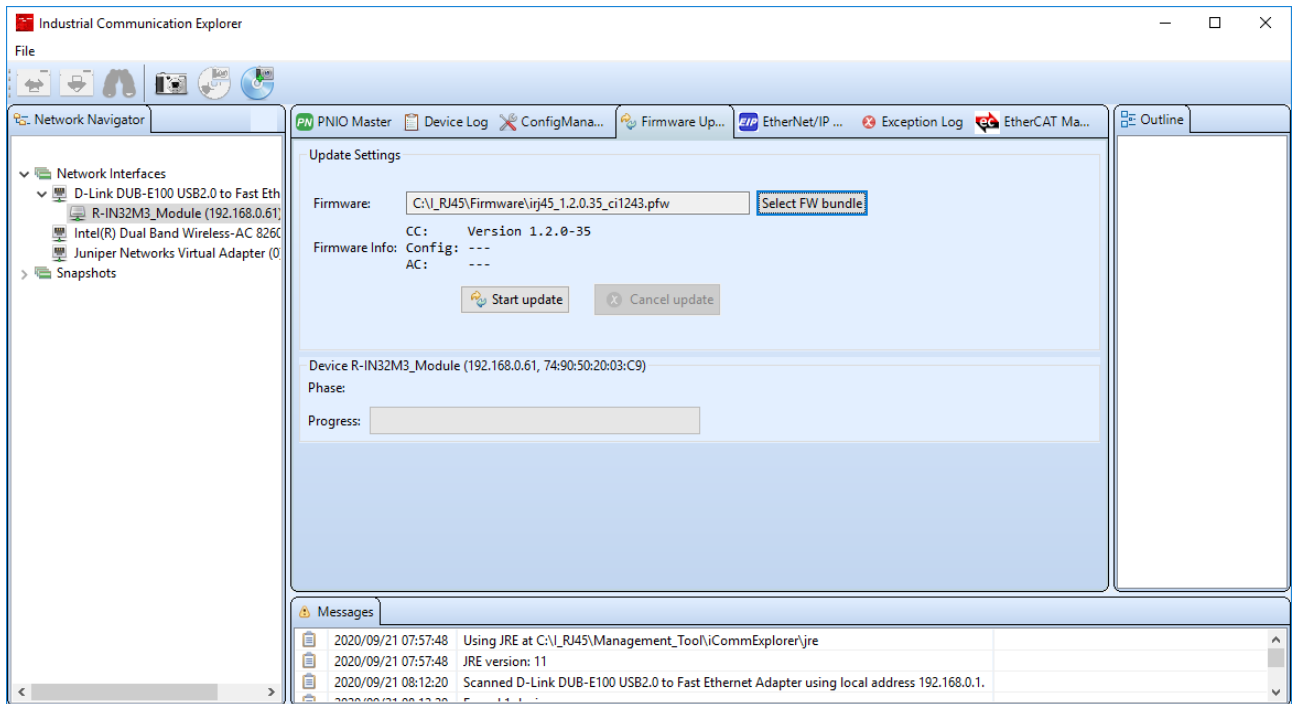 Industrial Communication Explorer
File
Network Navigator
Network Interfaces
D-Link DUB-E100 USB2.0 to Fast Eth
R-IN32M3_Module (192.168.0.61)
Intel(R) Dual Band Wireless-AC 8260
Juniper Networks Virtual Adapter (0
Snapshots
PN PNIO Master Device Log ConfigMana... Firmware Up... EIP EtherNet/IP ... Exception Log ec EtherCAT Ma...
Update Settings
Firmware: C:\I_RJ45\Firmware\irj45_1.2.0.35_ci1243.pfw Select FW bundle
CC: Version 1.2.0-35
Firmware Info: Config: ---
AC: ---
Start update Cancel update
Device R-IN32M3_Module (192.168.0.61, 74:90:50:20:03:C9)
Phase:
Progress:
Outline
Messages
2020/09/21 07:57:48 Using JRE at C:\I_RJ45\Management_Tool\iCommExplorer\jre
2020/09/21 07:57:48 JRE version: 11
2020/09/21 08:12:20 Scanned D-Link DUB-E100 USB2.0 to Fast Ethernet Adapter using local address 192.168.0.1.